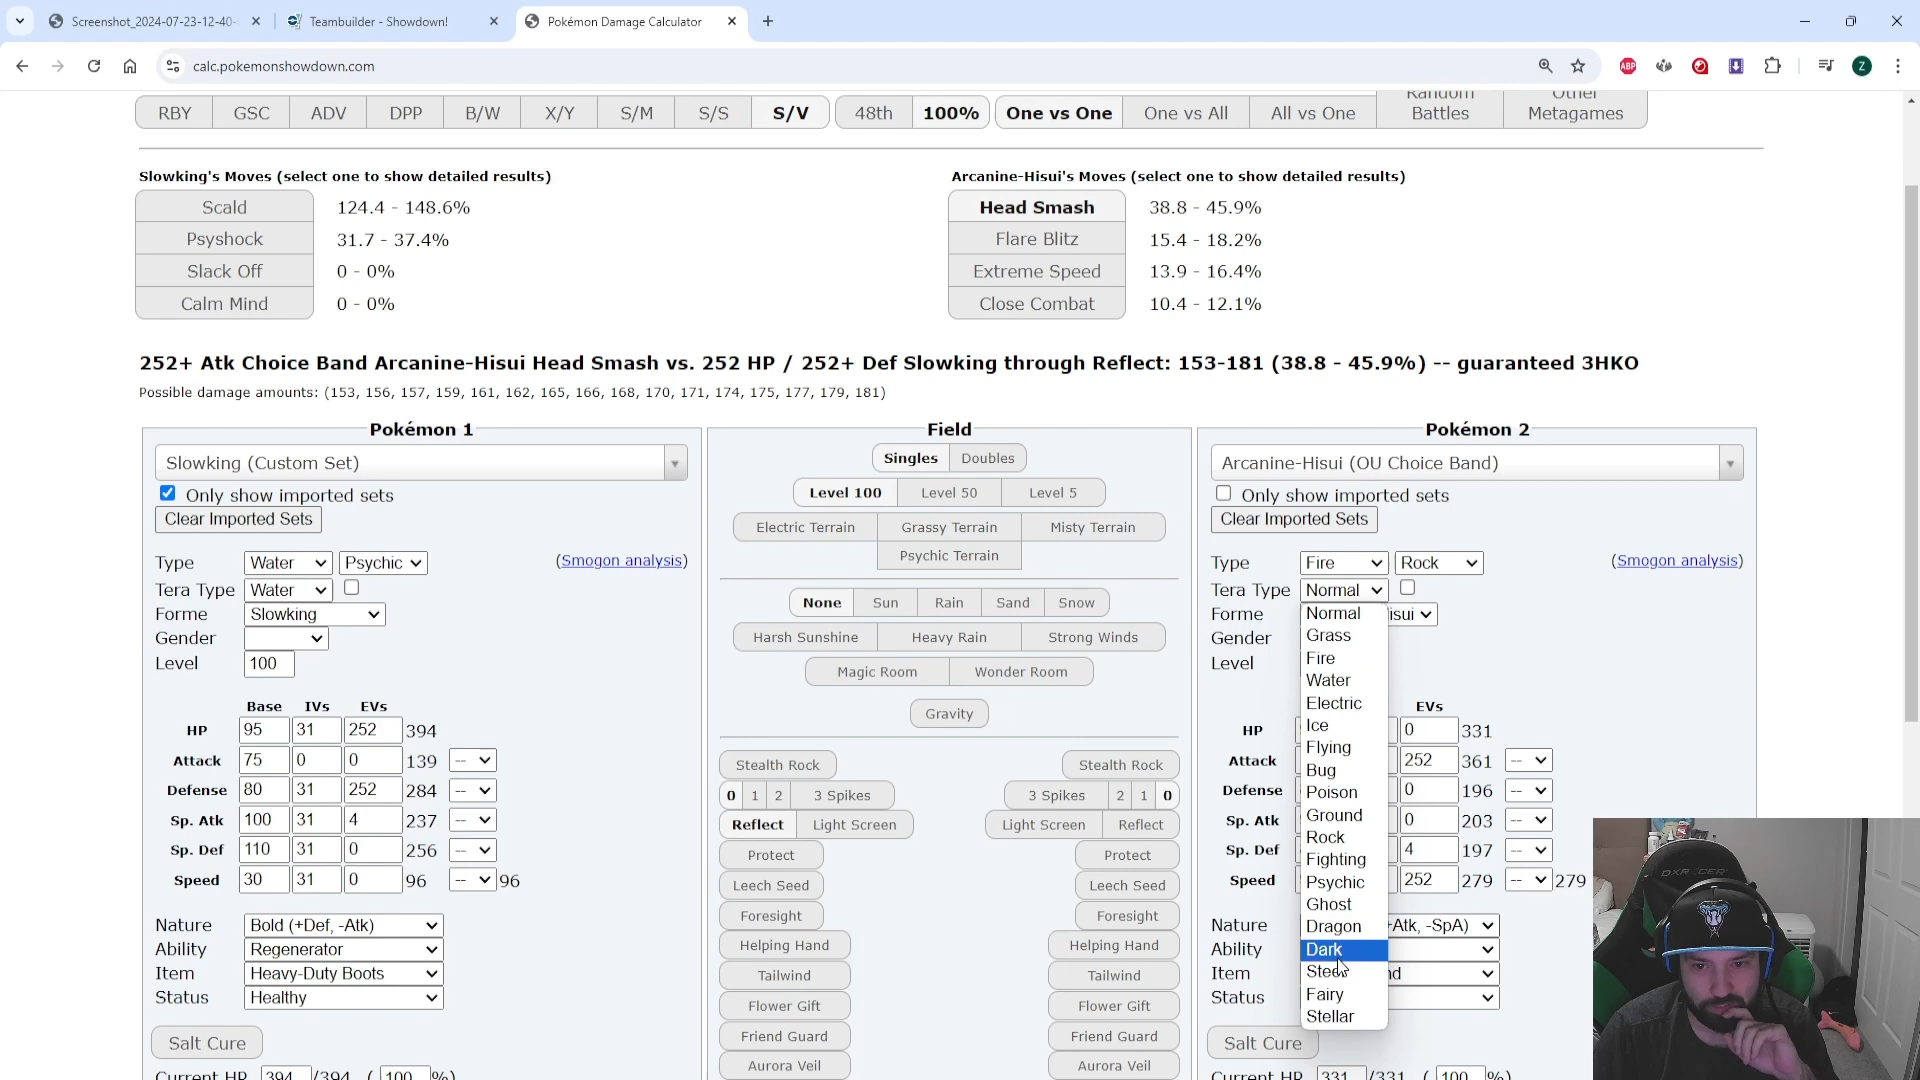 Screenshot_2024-07-23-12-40-
Teambuilder - Showdown!
Pokémon Damage Calculator
calc.pokemonshowdown.com
ABP
Z
RBY GSC ADV DPP B/W X/Y S/M S/S S/V 48th 100% One vs One One vs All All vs One Random Battles Other Metagames
Slowking's Moves (select one to show detailed results)
Scald 124.4 - 148.6%
Psyshock 31.7 - 37.4%
Slack Off 0 - 0%
Calm Mind 0 - 0%
Arcanine-Hisui's Moves (select one to show detailed results)
Head Smash 38.8 - 45.9%
Flare Blitz 15.4 - 18.2%
Extreme Speed 13.9 - 16.4%
Close Combat 10.4 - 12.1%
252+ Atk Choice Band Arcanine-Hisui Head Smash vs. 252 HP / 252+ Def Slowking through Reflect: 153-181 (38.8 - 45.9%) -- guaranteed 3HKO
Possible damage amounts: (153, 156, 157, 159, 161, 162, 165, 166, 168, 170, 171, 174, 175, 177, 179, 181)
Pokémon 1
Slowking (Custom Set)
Only show imported sets
Clear Imported Sets
Type Water Psychic (Smogon analysis)
Tera Type Water
Forme Slowking
Gender
Level 100
Base IVs EVs
HP 95 31 252 394
Attack 75 0 0 139 --
Defense 80 31 252 284 --
Sp. Atk 100 31 4 237 --
Sp. Def 110 31 0 256 --
Speed 30 31 0 96 -- 96
Nature Bold (+Def, -Atk)
Ability Regenerator
Item Heavy-Duty Boots
Status Healthy
Salt Cure
Current HP 394 /394 ( 100 %)
Field
Singles Doubles
Level 100 Level 50 Level 5
Electric Terrain Grassy Terrain Misty Terrain
Psychic Terrain
None Sun Rain Sand Snow
Harsh Sunshine Heavy Rain Strong Winds
Magic Room Wonder Room
Gravity
Stealth Rock Stealth Rock
0 1 2 3 Spikes 3 Spikes 2 1 0
Reflect Light Screen Light Screen Reflect
Protect Protect
Leech Seed Leech Seed
Foresight Foresight
Helping Hand Helping Hand
Tailwind Tailwind
Flower Gift Flower Gift
Friend Guard Friend Guard
Aurora Veil Aurora Veil
Pokémon 2
Arcanine-Hisui (OU Choice Band)
Only show imported sets
Clear Imported Sets
Type Fire Rock (Smogon analysis)
Tera Type Normal
Forme isui
Gender
Level
Normal
Grass
Fire
Water
Electric
Ice
Flying
Bug
Poison
Ground
Rock
Fighting
Psychic
Ghost
Dragon
Dark
Steel
Fairy
Stellar
EVs
HP 0 331
Attack 252 361 --
Defense 0 196 --
Sp. Atk 0 203 --
Sp. Def 4 197 --
Speed 252 279 -- 279
Nature +Atk, -SpA)
Ability
Item nd
Status
Salt Cure
Current HP 331 /331 ( 100 %)
DXRACER